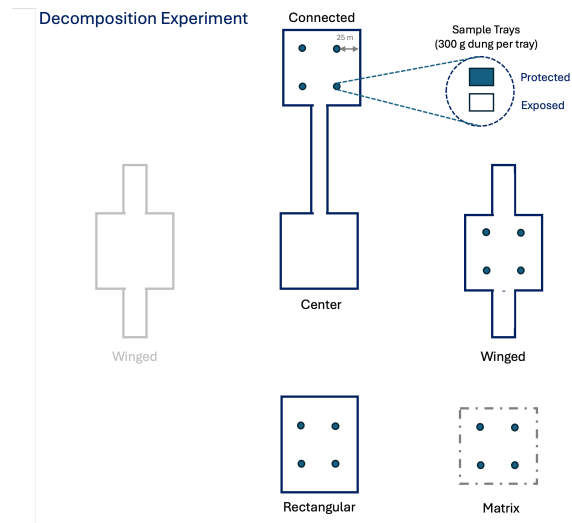 Decomposition Experiment
Connected
25 m
Sample Trays
(300 g dung per tray)
Protected
Exposed
Center
Winged
Winged
Rectangular
Matrix